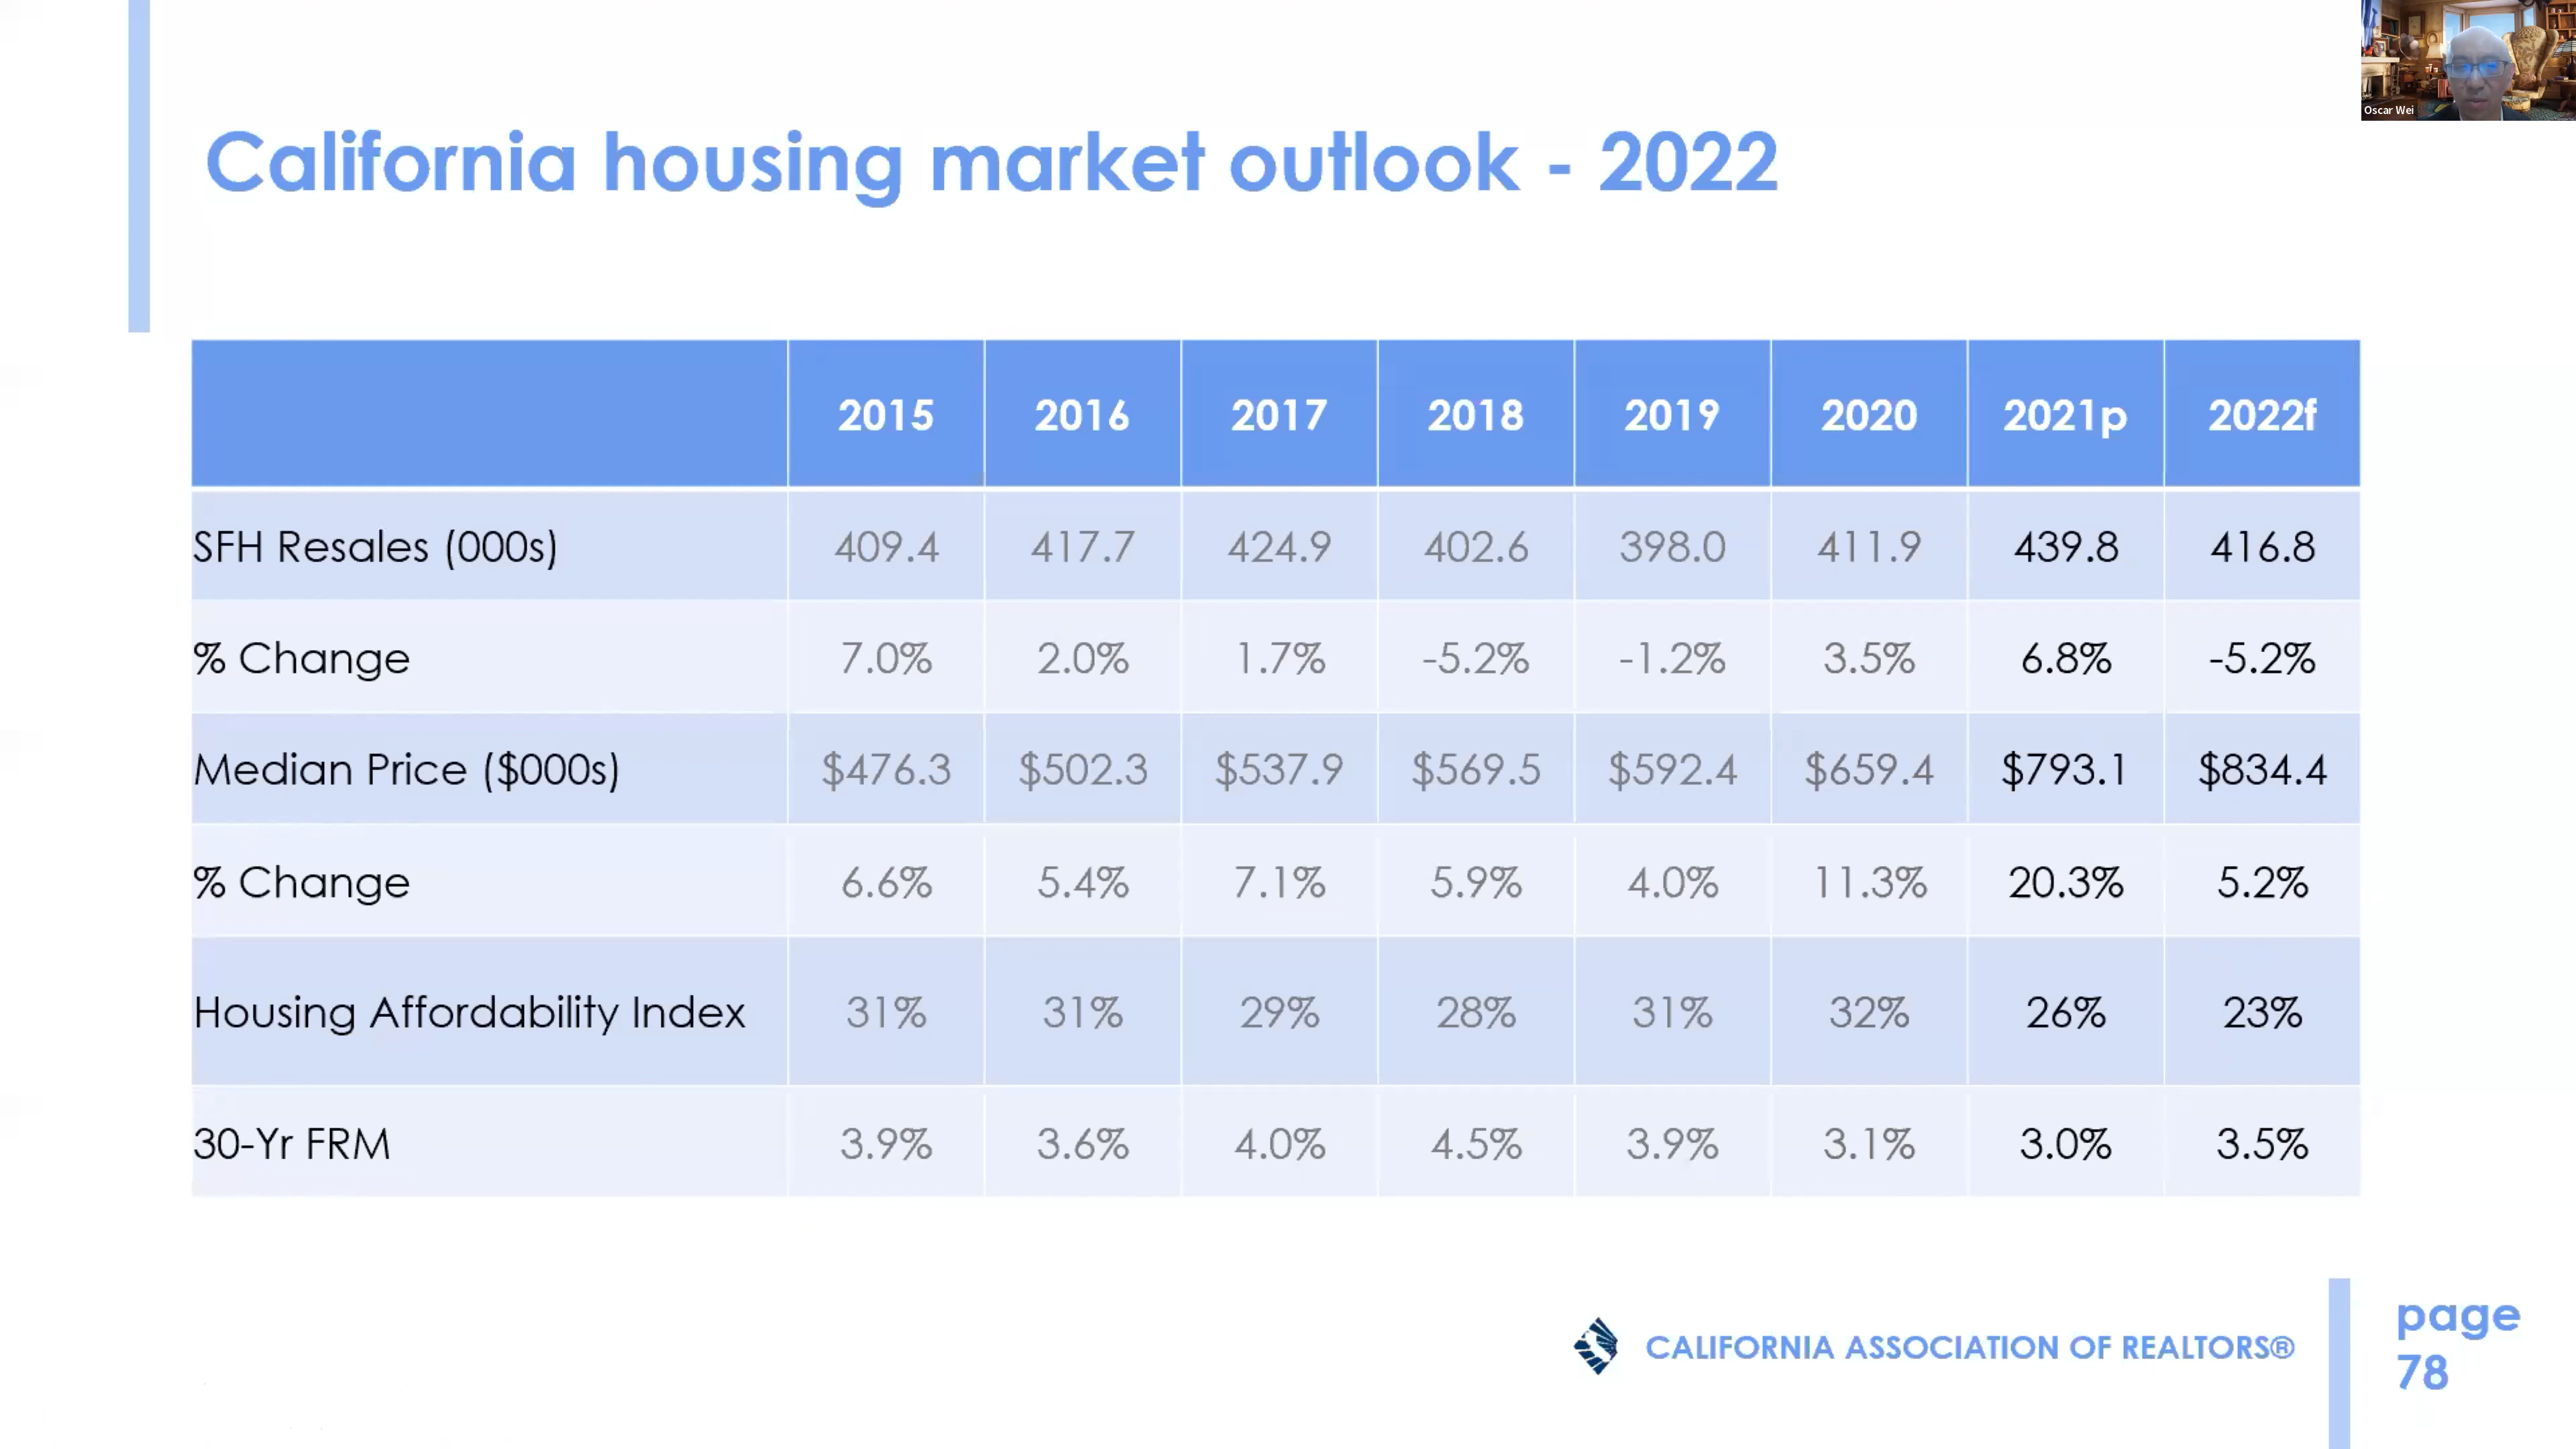 Oscar Wei
California housing market outlook - 2022
2015 2016 2017 2018 2019 2020 2021p 2022f
SFH Resales (000s) 409.4 417.7 424.9 402.6 398.0 411.9 439.8 416.8
% Change 7.0% 2.0% 1.7% -5.2% -1.2% 3.5% 6.8% -5.2%
Median Price ($000s) $476.3 $502.3 $537.9 $569.5 $592.4 $659.4 $793.1 $834.4
% Change 6.6% 5.4% 7.1% 5.9% 4.0% 11.3% 20.3% 5.2%
Housing Affordability Index 31% 31% 29% 28% 31% 32% 26% 23%
30-Yr FRM 3.9% 3.6% 4.0% 4.5% 3.9% 3.1% 3.0% 3.5%
CALIFORNIA ASSOCIATION OF REALTORS®
page
78